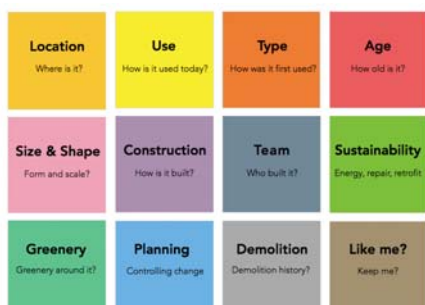 Location
Where is it?
Use
How is it used today?
Type
How was it first used?
Age
How old is it?
Size & Shape
Form and scale?
Construction
How is it built?
Team
Who built it?
Sustainability
Energy, repair, retrofit
Greenery
Greenery around it?
Planning
Controlling change
Demolition
Demolition history?
Like me?
Keep me?